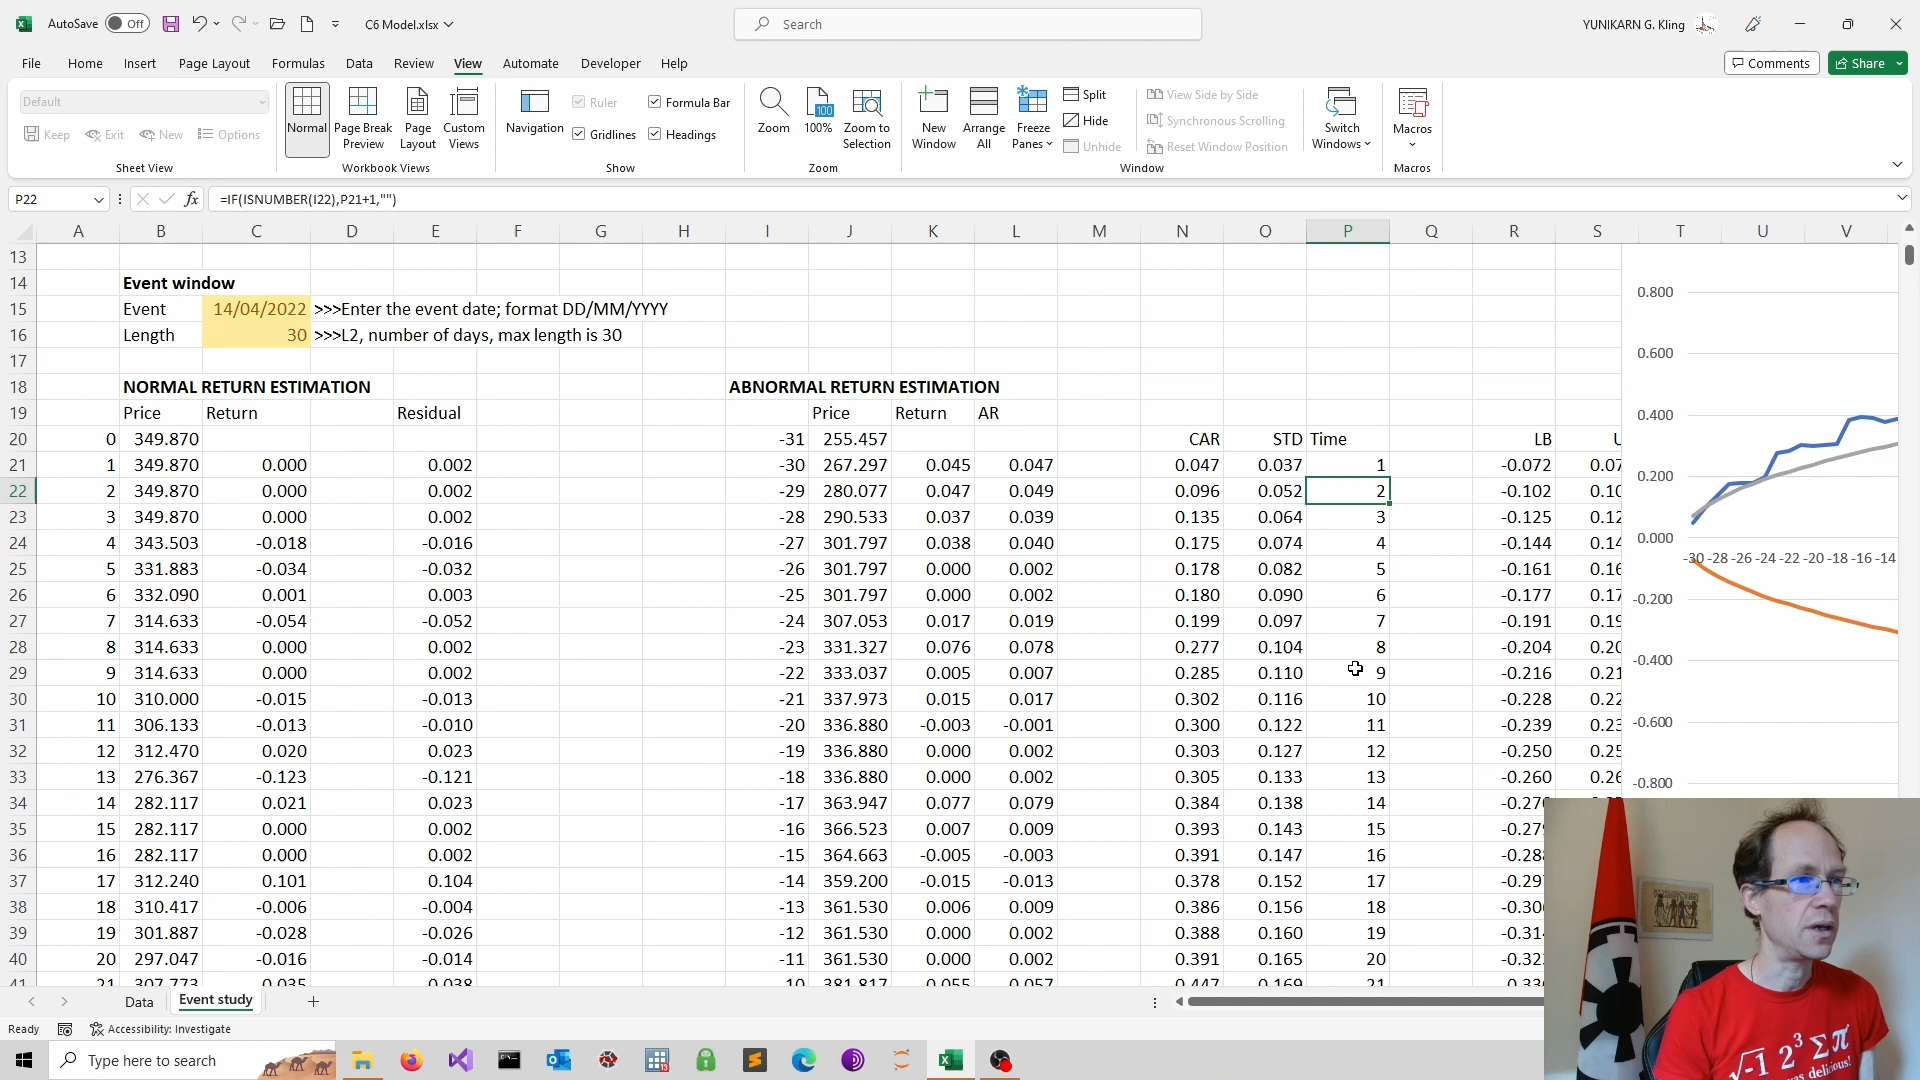 AutoSave Off C6 Model.xlsx Search YUNIKARN G. Kling
File Home Insert Page Layout Formulas Data Review View Automate Developer Help Comments Share
Default
Keep Exit New Options
Sheet View
Normal Page Break Preview Page Layout Custom Views
Workbook Views
Navigation Ruler Formula Bar
Gridlines Headings
Show
Zoom 100% Zoom to Selection
Zoom
New Window Arrange All Freeze Panes Split Hide Unhide
View Side by Side
Synchronous Scrolling
Reset Window Position
Window
Switch Windows Macros
Macros
P22 fx =IF(ISNUMBER(I22),P21+1,"")
A B C D E F G H I J K L M N O P Q R S T U V
13
14 Event window
15 Event 14/04/2022 >>>Enter the event date; format DD/MM/YYYY
16 Length 30 >>>L2, number of days, max length is 30
17
18 NORMAL RETURN ESTIMATION ABNORMAL RETURN ESTIMATION
19 Price Return Residual Price Return AR
20 0 349.870 -31 255.457 CAR STD Time LB
21 1 349.870 0.000 0.002 -30 267.297 0.045 0.047 0.047 0.037 1 -0.072 0.07
22 2 349.870 0.000 0.002 -29 280.077 0.047 0.049 0.096 0.052 2 -0.102 0.10
23 3 349.870 0.000 0.002 -28 290.533 0.037 0.039 0.135 0.064 3 -0.125 0.12
24 4 343.503 -0.018 -0.016 -27 301.797 0.038 0.040 0.175 0.074 4 -0.144 0.14
25 5 331.883 -0.034 -0.032 -26 301.797 0.000 0.002 0.178 0.082 5 -0.161 0.16
26 6 332.090 0.001 0.003 -25 301.797 0.000 0.002 0.180 0.090 6 -0.177 0.17
27 7 314.633 -0.054 -0.052 -24 307.053 0.017 0.019 0.199 0.097 7 -0.191 0.19
28 8 314.633 0.000 0.002 -23 331.327 0.076 0.078 0.277 0.104 8 -0.204 0.20
29 9 314.633 0.000 0.002 -22 333.037 0.005 0.007 0.285 0.110 9 -0.216 0.21
30 10 310.000 -0.015 -0.013 -21 337.973 0.015 0.017 0.302 0.116 10 -0.228 0.22
31 11 306.133 -0.013 -0.010 -20 336.880 -0.003 -0.001 0.300 0.122 11 -0.239 0.23
32 12 312.470 0.020 0.023 -19 336.880 0.000 0.002 0.303 0.127 12 -0.250 0.25
33 13 276.367 -0.123 -0.121 -18 336.880 0.000 0.002 0.305 0.133 13 -0.260 0.26
34 14 282.117 0.021 0.023 -17 363.947 0.077 0.079 0.384 0.138 14
35 15 282.117 0.000 0.002 -16 366.523 0.007 0.009 0.393 0.143 15
36 16 282.117 0.000 0.002 -15 364.663 -0.005 -0.003 0.391 0.147 16
37 17 312.240 0.101 0.104 -14 359.200 -0.015 -0.013 0.378 0.152 17
38 18 310.417 -0.006 -0.004 -13 361.530 0.006 0.009 0.386 0.156 18
39 19 301.887 -0.028 -0.026 -12 361.530 0.000 0.002 0.388 0.160 19
40 20 297.047 -0.016 -0.014 -11 361.530 0.000 0.002 0.391 0.165 20
0.800
0.600
0.400
0.200
0.000
-30 -28 -26 -24 -22 -20 -18 -16 -14
-0.200
-0.400
-0.600
-0.800
Data Event study
Ready Accessibility: Investigate
Type here to search
√-1 2³ Σ π
was delicious!